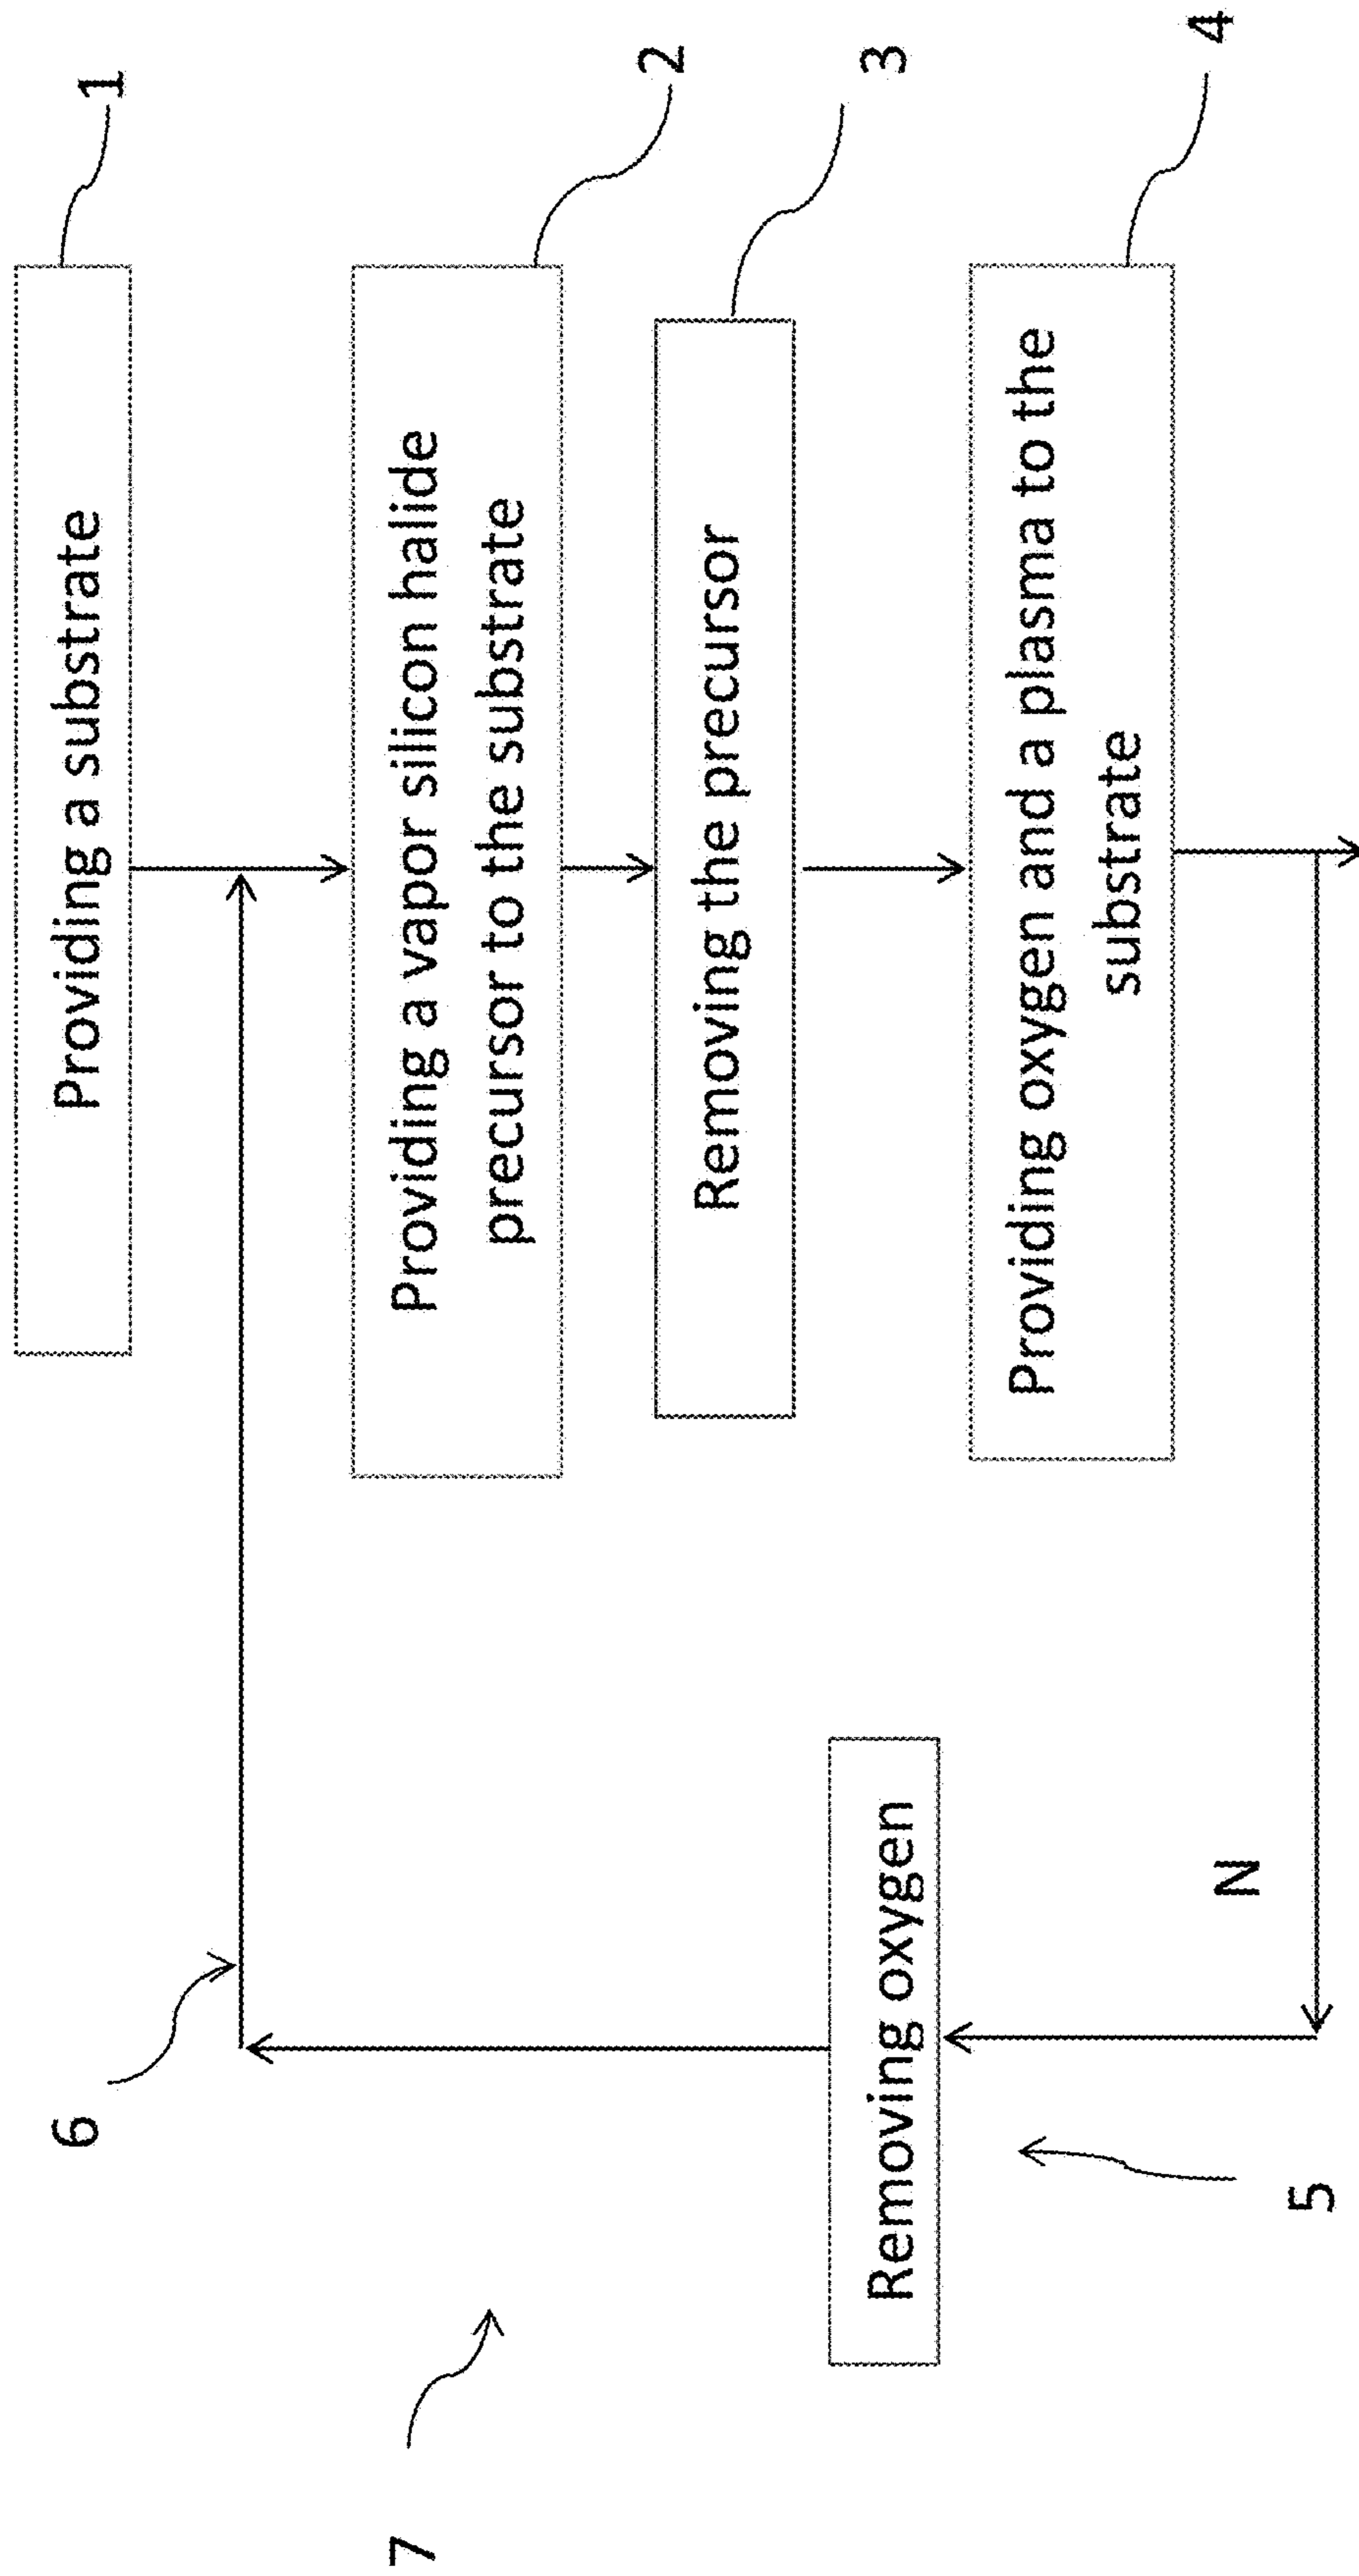 1
Providing a substrate
6
2
Providing a vapor silicon halide
precursor to the substrate
3
Removing the precursor
7
Removing oxygen
4
Providing oxygen and a plasma to the
substrate
N
5